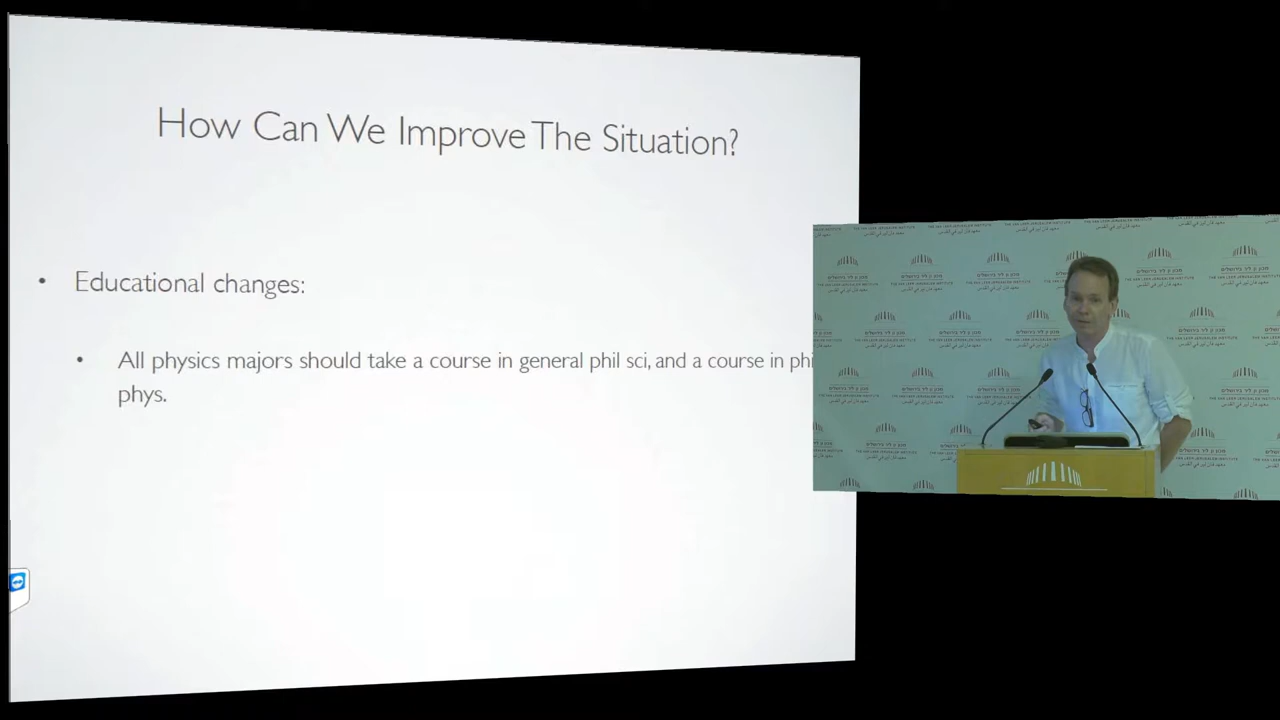 How Can We Improve The Situation?
• Educational changes:
• All physics majors should take a course in general phil sci, and a course in phi
phys.